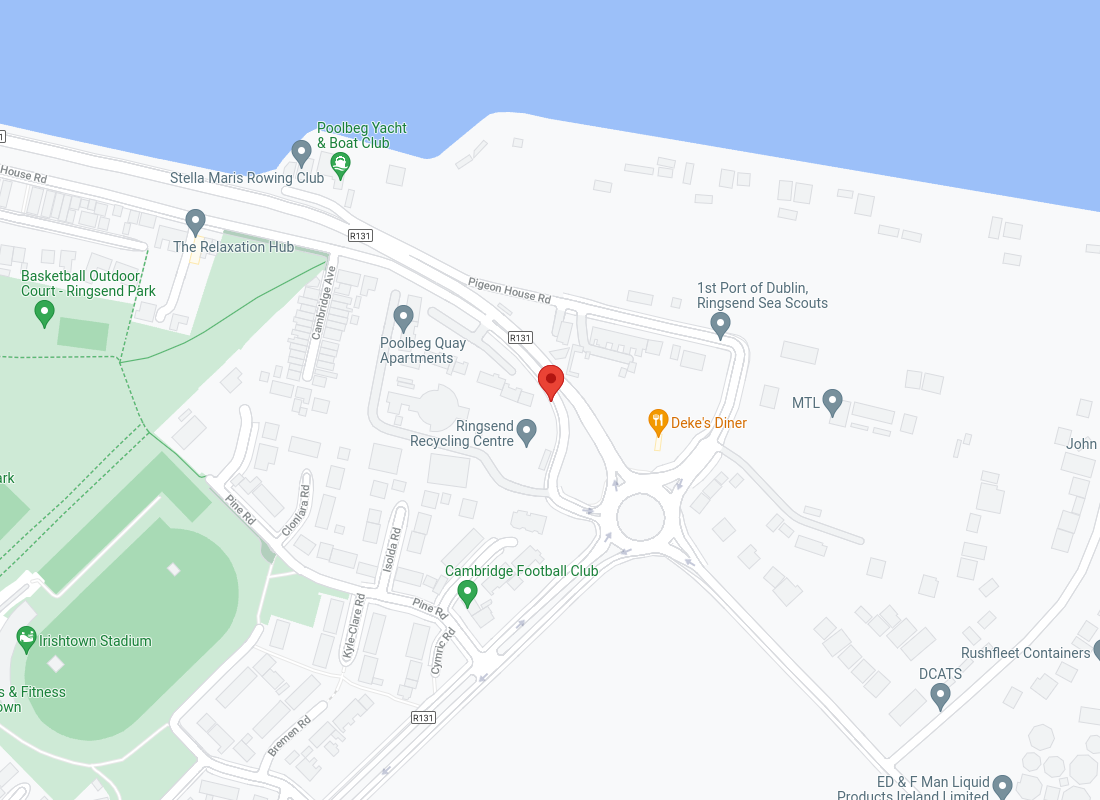 Poolbeg Yacht
& Boat Club
Stella Maris Rowing Club
House Rd
R131
The Relaxation Hub
Basketball Outdoor
Court - Ringsend Park
Cambridge Ave
Pigeon House Rd
1st Port of Dublin,
Ringsend Sea Scouts
R131
Poolbeg Quay
Apartments
MTL
Deke's Diner
Ringsend
Recycling Centre
John
ark
Pine Rd
Clonlara Rd
Isolda Rd
Cambridge Football Club
Pine Rd
Kyle-Clare Rd
Cymric Rd
Irishtown Stadium
Rushfleet Containers
DCATS
s & Fitness
own
R131
Bremen Rd
ED & F Man Liquid
Products Ireland Limited